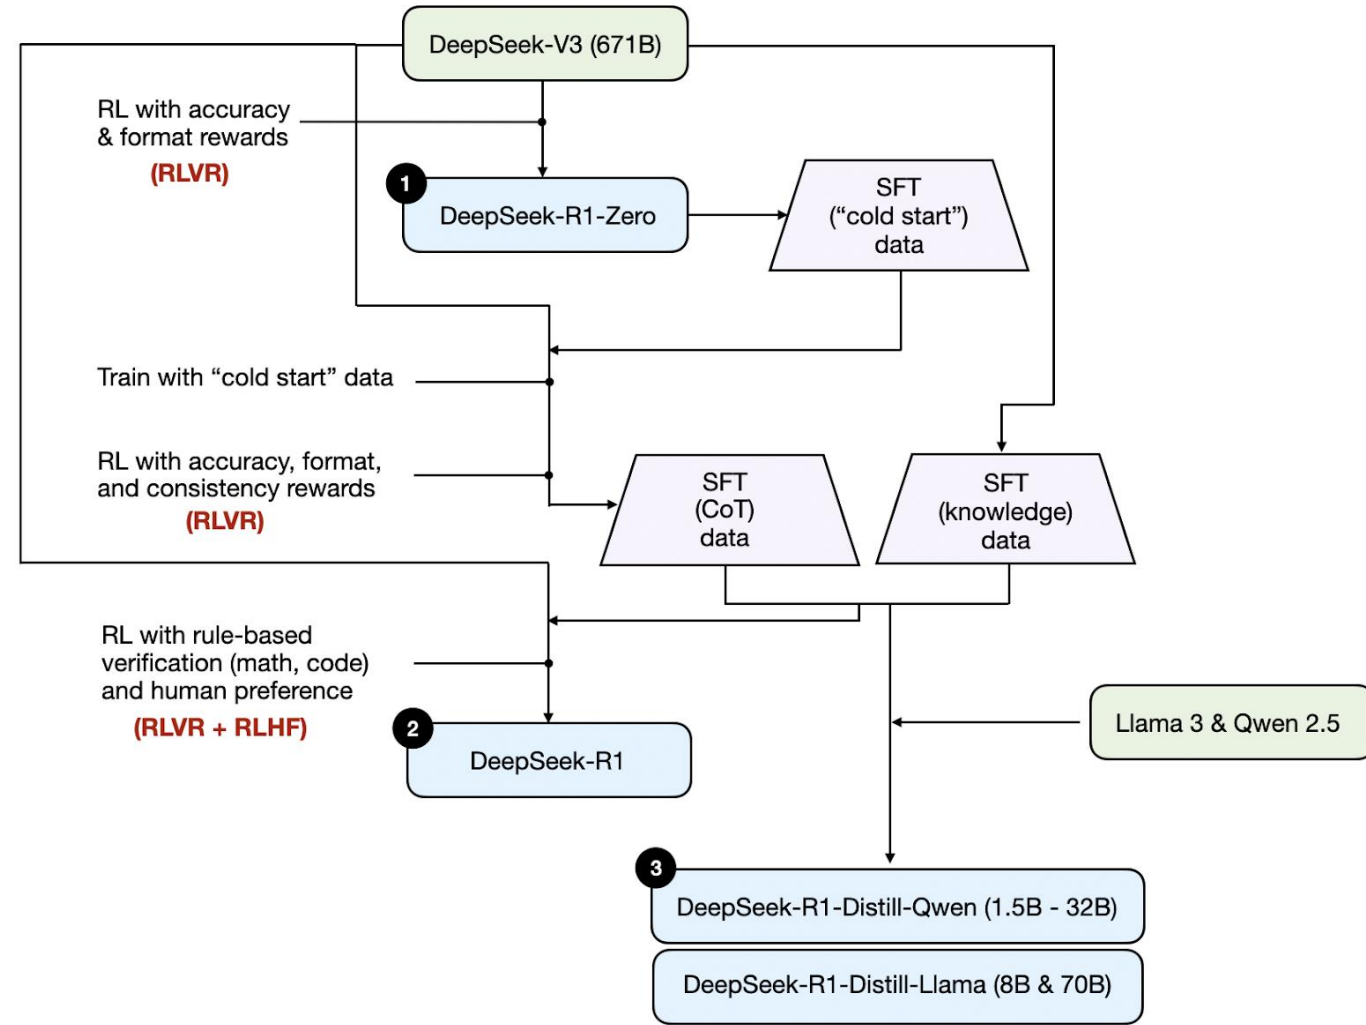 DeepSeek-V3 (671B)
RL with accuracy
& format rewards
(RLVR)
1
DeepSeek-R1-Zero
SFT
(“cold start”)
data
Train with “cold start” data
RL with accuracy, format,
and consistency rewards
(RLVR)
SFT
(CoT)
data
SFT
(knowledge)
data
RL with rule-based
verification (math, code)
and human preference
(RLVR + RLHF)
2
DeepSeek-R1
Llama 3 & Qwen 2.5
3
DeepSeek-R1-Distill-Qwen (1.5B - 32B)
DeepSeek-R1-Distill-Llama (8B & 70B)